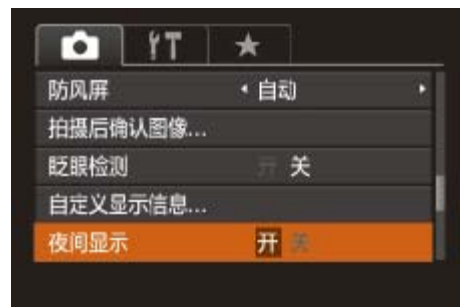 防风屏 自动
拍摄后确认图像...
眨眼检测 开 关
自定义显示信息...
夜间显示 开 关